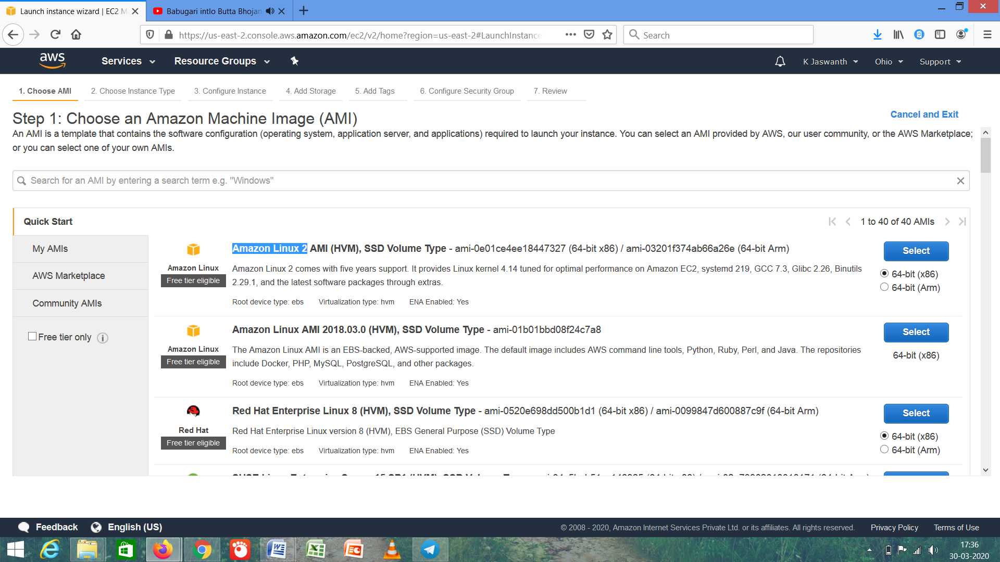 Launch instance wizard | EC2 M
Babugari intlo Butta Bhojan
https://us-east-2.console.aws.amazon.com/ec2/v2/home?region=us-east-2#LaunchInstance
Search
aws
Services
Resource Groups
K Jaswanth
Ohio
Support
1. Choose AMI
2. Choose Instance Type
3. Configure Instance
4. Add Storage
5. Add Tags
6. Configure Security Group
7. Review
Step 1: Choose an Amazon Machine Image (AMI)
Cancel and Exit
An AMI is a template that contains the software configuration (operating system, application server, and applications) required to launch your instance. You can select an AMI provided by AWS, our user community, or the AWS Marketplace;
or you can select one of your own AMIs.
Search for an AMI by entering a search term e.g. "Windows"
Quick Start
1 to 40 of 40 AMIs
My AMIs
AWS Marketplace
Community AMIs
Free tier only
Amazon Linux
Free tier eligible
Amazon Linux 2 AMI (HVM), SSD Volume Type - ami-0e01ce4ee18447327 (64-bit x86) / ami-03201f374ab66a26e (64-bit Arm)
Amazon Linux 2 comes with five years support. It provides Linux kernel 4.14 tuned for optimal performance on Amazon EC2, systemd 219, GCC 7.3, Glibc 2.26, Binutils
2.29.1, and the latest software packages through extras.
Root device type: ebs Virtualization type: hvm ENA Enabled: Yes
Select
64-bit (x86)
64-bit (Arm)
Amazon Linux
Free tier eligible
Amazon Linux AMI 2018.03.0 (HVM), SSD Volume Type - ami-01b01bbd08f24c7a8
The Amazon Linux AMI is an EBS-backed, AWS-supported image. The default image includes AWS command line tools, Python, Ruby, Perl, and Java. The repositories
include Docker, PHP, MySQL, PostgreSQL, and other packages.
Root device type: ebs Virtualization type: hvm ENA Enabled: Yes
Select
64-bit (x86)
Red Hat
Free tier eligible
Red Hat Enterprise Linux 8 (HVM), SSD Volume Type - ami-0520e698dd500b1d1 (64-bit x86) / ami-0099847d600887c9f (64-bit Arm)
Red Hat Enterprise Linux version 8 (HVM), EBS General Purpose (SSD) Volume Type
Root device type: ebs Virtualization type: hvm ENA Enabled: Yes
Select
64-bit (x86)
64-bit (Arm)
Feedback
English (US)
© 2008 - 2020, Amazon Internet Services Private Ltd. or its affiliates. All rights reserved.
Privacy Policy
Terms of Use
17:36
30-03-2020